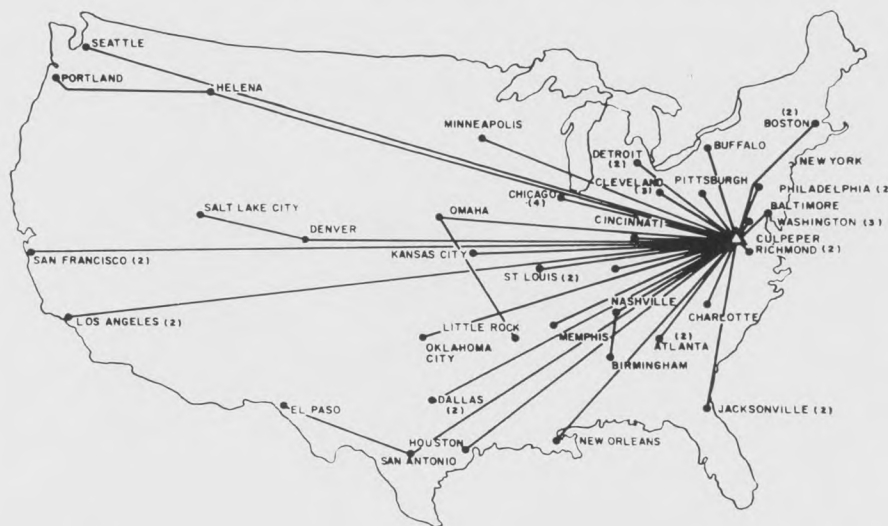 SEATTLE
PORTLAND
HELENA
MINNEAPOLIS
(2)
BOSTON
BUFFALO
DETROIT
(2)
NEW YORK
CLEVELAND
(3)
PITTSBURGH
PHILADELPHIA (2
CHICAGO
(4)
BALTIMORE
SALT LAKE CITY
OMAHA
CINCINNATI
WASHINGTON (3)
DENVER
CULPEPER
SAN FRANCISCO (2)
KANSAS CITY
RICHMOND (2)
ST LOUIS (2)
NASHVILLE
LOS ANGELES (2)
CHARLOTTE
LITTLE ROCK
MEMPHIS
(2)
ATLANTA
OKLAHOMA
CITY
BIRMINGHAM
DALLAS
(2)
EL PASO
JACKSONVILLE (2)
HOUSTON
NEW ORLEANS
SAN ANTONIO